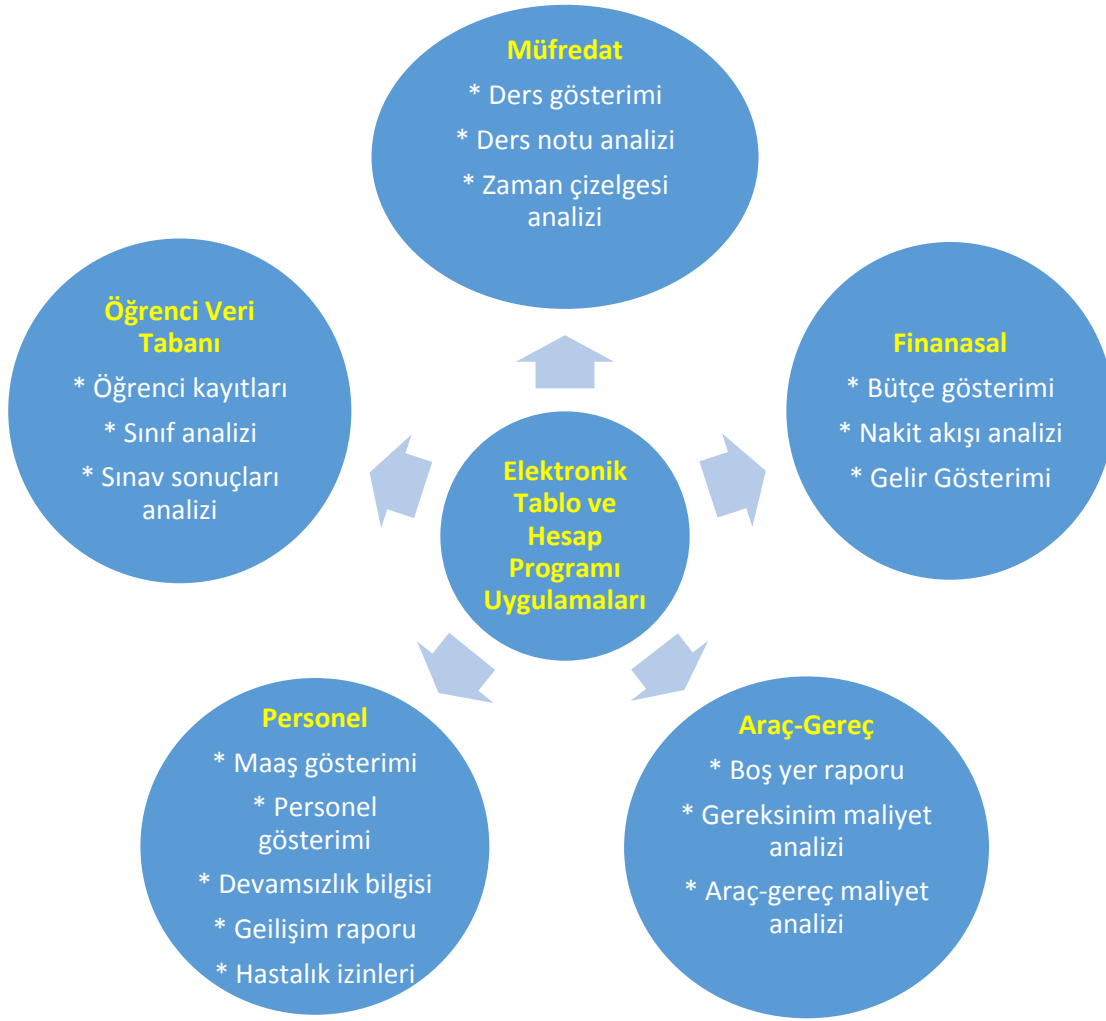 Müfredat
* Ders gösterimi
* Ders notu analizi
* Zaman çizelgesi
analizi
Öğrenci Veri
Tabanı
* Öğrenci kayıtları
* Sınıf analizi
* Sınav sonuçları
analizi
Finanasal
* Bütçe gösterimi
* Nakit akışı analizi
* Gelir Gösterimi
Elektronik
Tablo ve
Hesap
Programı
Uygulamaları
Personel
* Maaş gösterimi
* Personel
gösterimi
* Devamsızlık bilgisi
* Geilişim raporu
* Hastalık izinleri
Araç-Gereç
* Boş yer raporu
* Gereksinim maliyet
analizi
* Araç-gereç maliyet
analizi